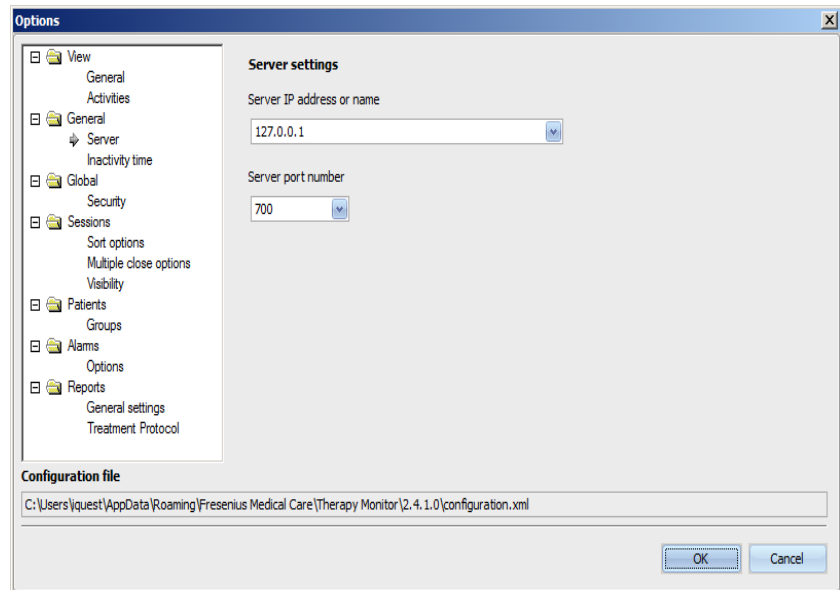 Options
View
General
Activities
General
Server
Inactivity time
Global
Security
Sessions
Sort options
Multiple close options
Visibility
Patients
Groups
Alarms
Options
Reports
General settings
Treatment Protocol
Server settings
Server IP address or name
127.0.0.1
Server port number
700
Configuration file
C:\Users\iquest\AppData\Roaming\Fresenius Medical Care\Therapy Monitor\2.4.1.0\configuration.xml
OK Cancel